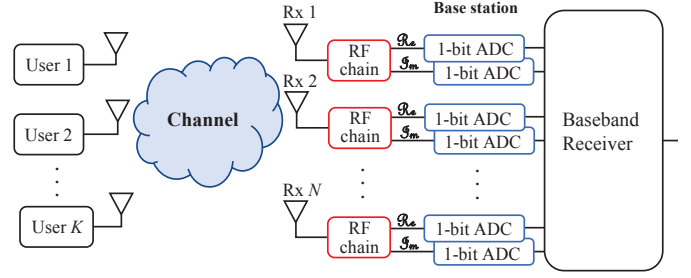 Base station
Rx 1
User 1
RF
chain
Re
Im
1-bit ADC
1-bit ADC
Rx 2
User 2
Channel
RF
chain
Re
Im
1-bit ADC
1-bit ADC
Baseband
Receiver
Rx N
User K
RF
chain
Re
Im
1-bit ADC
1-bit ADC